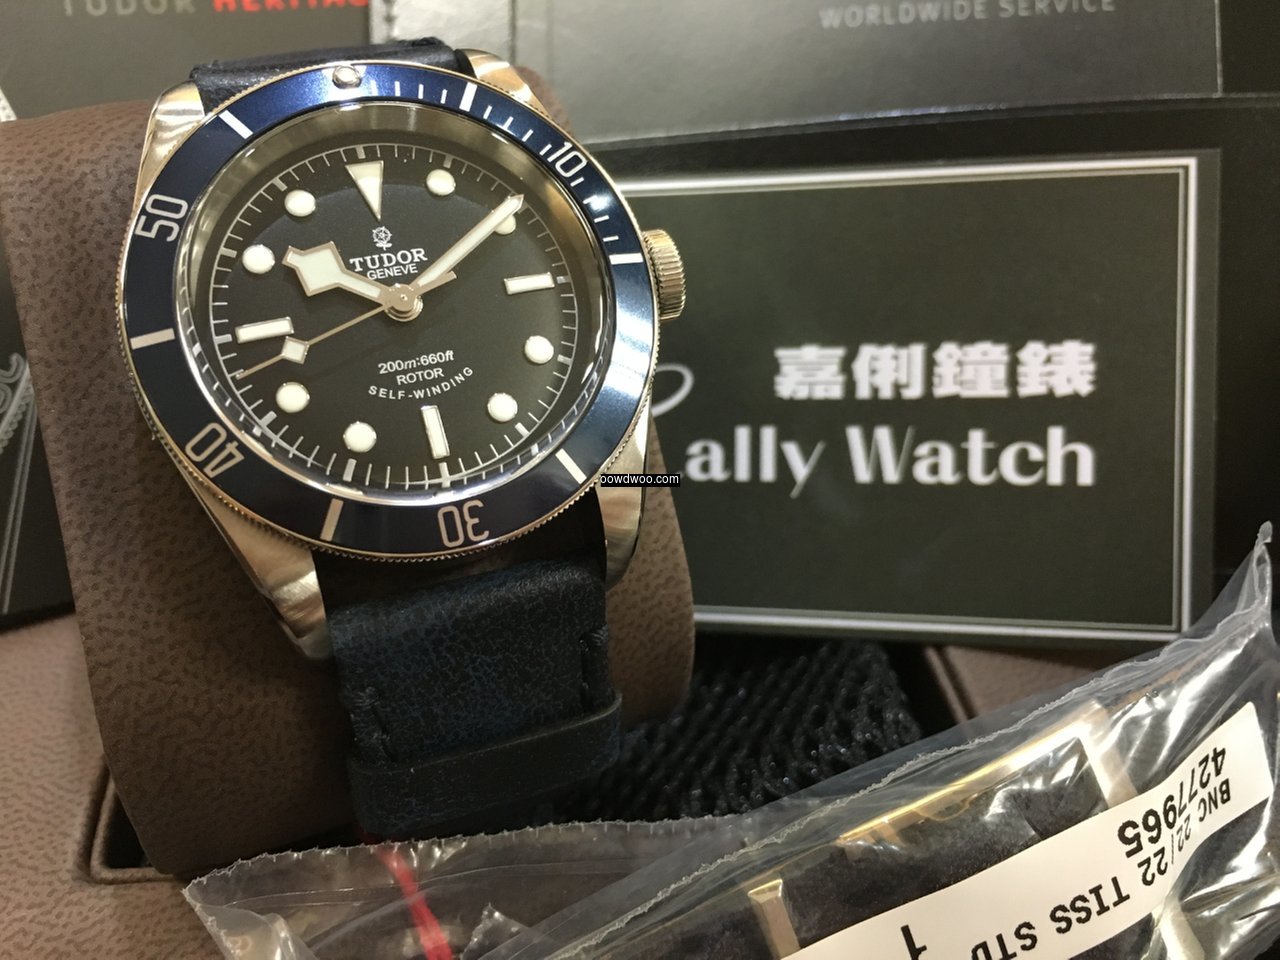 TUDOR HERITAG
WORLDWIDE SERVICE
10
50
40
30
TUDOR
GENEVE
200m:660ft
ROTOR
SELF-WINDING
嘉俐鐘錶
ally Watch
oowdwoo.com
BNC 22/22 TISS STD
4277965
1